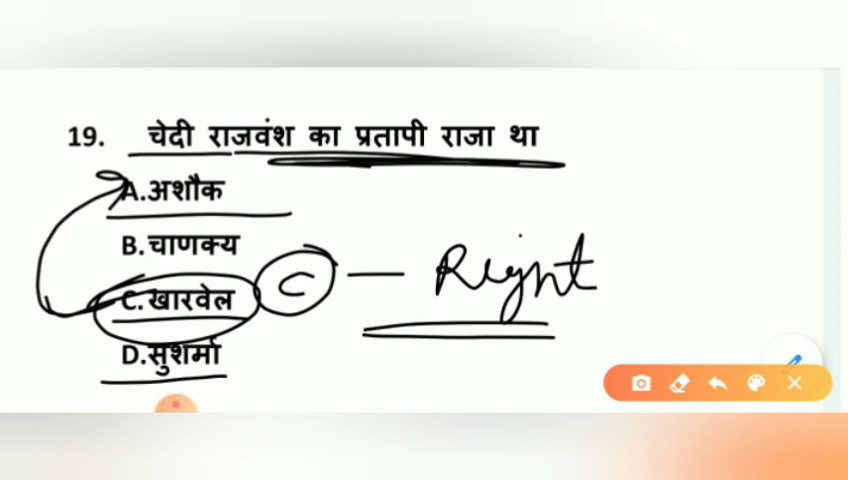 19. चेदी राजवंश का प्रतापी राजा था
A.अशौक
B.चाणक्य
C.खारवेल C — Right
D.सुशर्मा